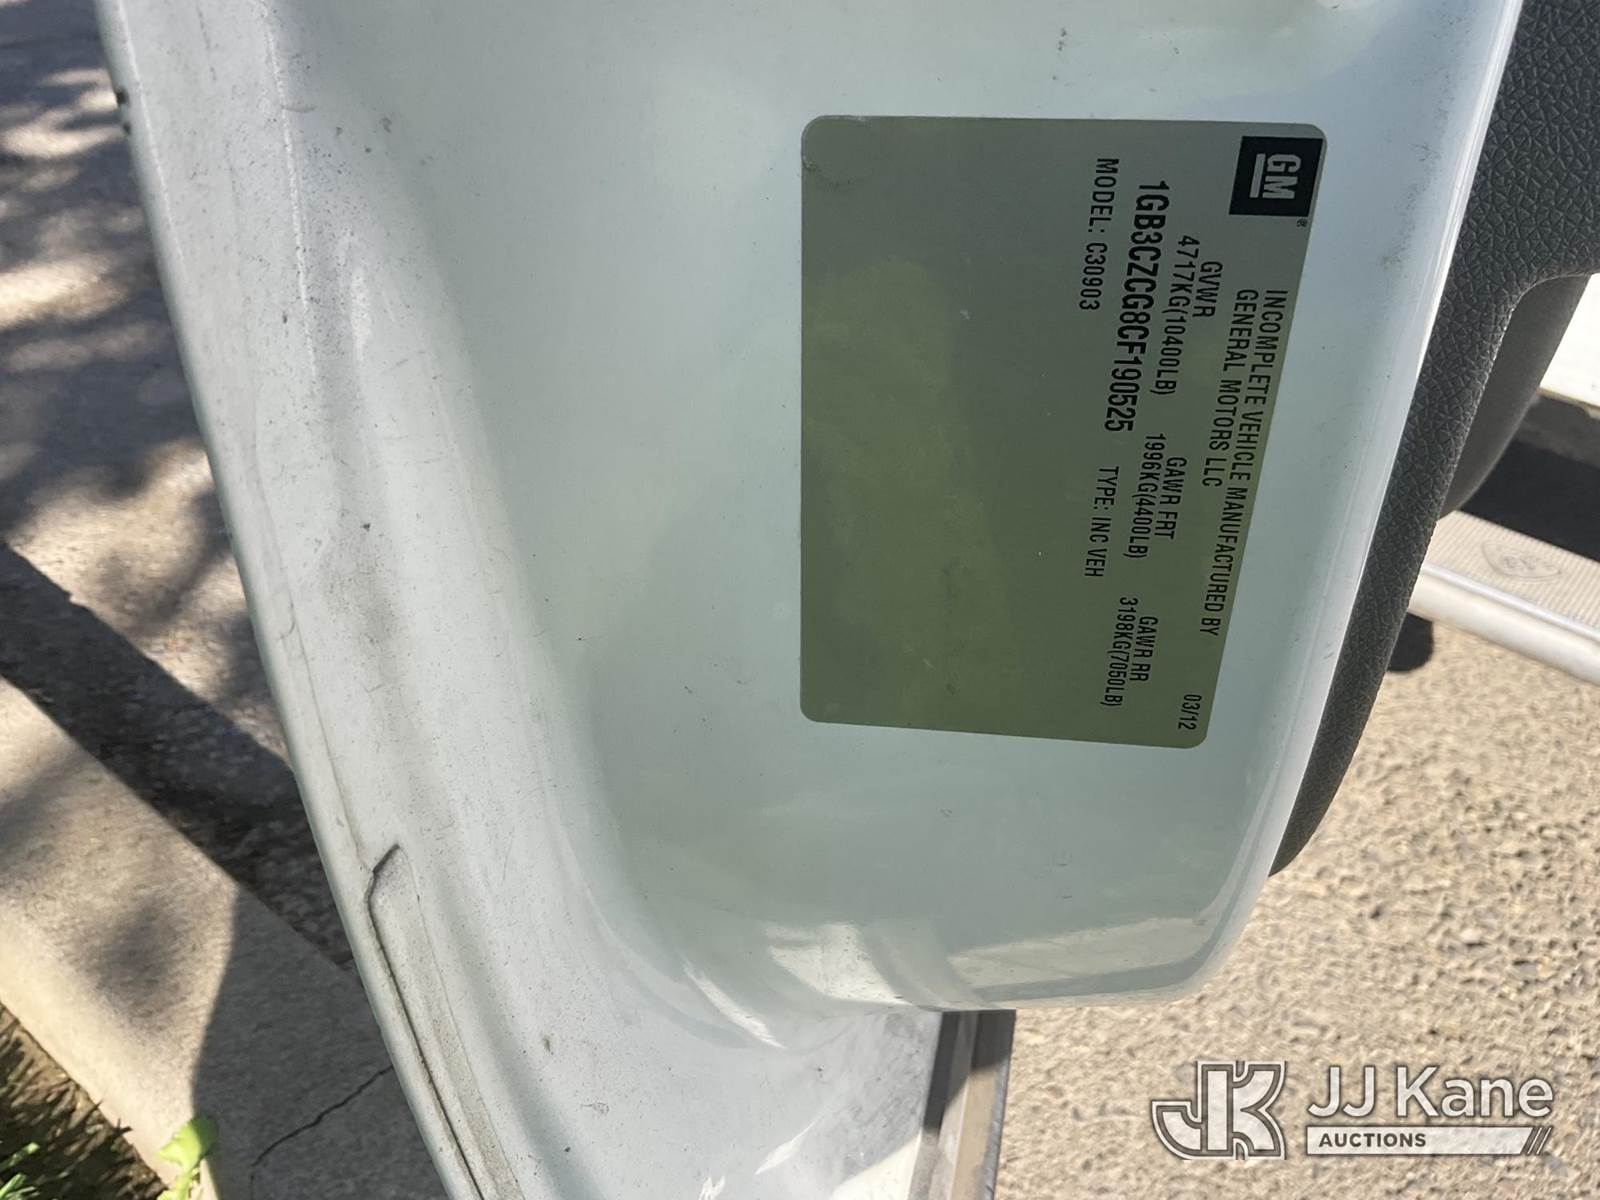 GM®
INCOMPLETE VEHICLE MANUFACTURED BY
GENERAL MOTORS LLC
03/12
GVWR GAWR FRT GAWR RR
4717KG(10400LB) 1996KG(4400LB) 3198KG(7050LB)
1GB3CZCG8CF190525 TYPE: INC VEH
MODEL: C30903
JK JJ Kane
AUCTIONS